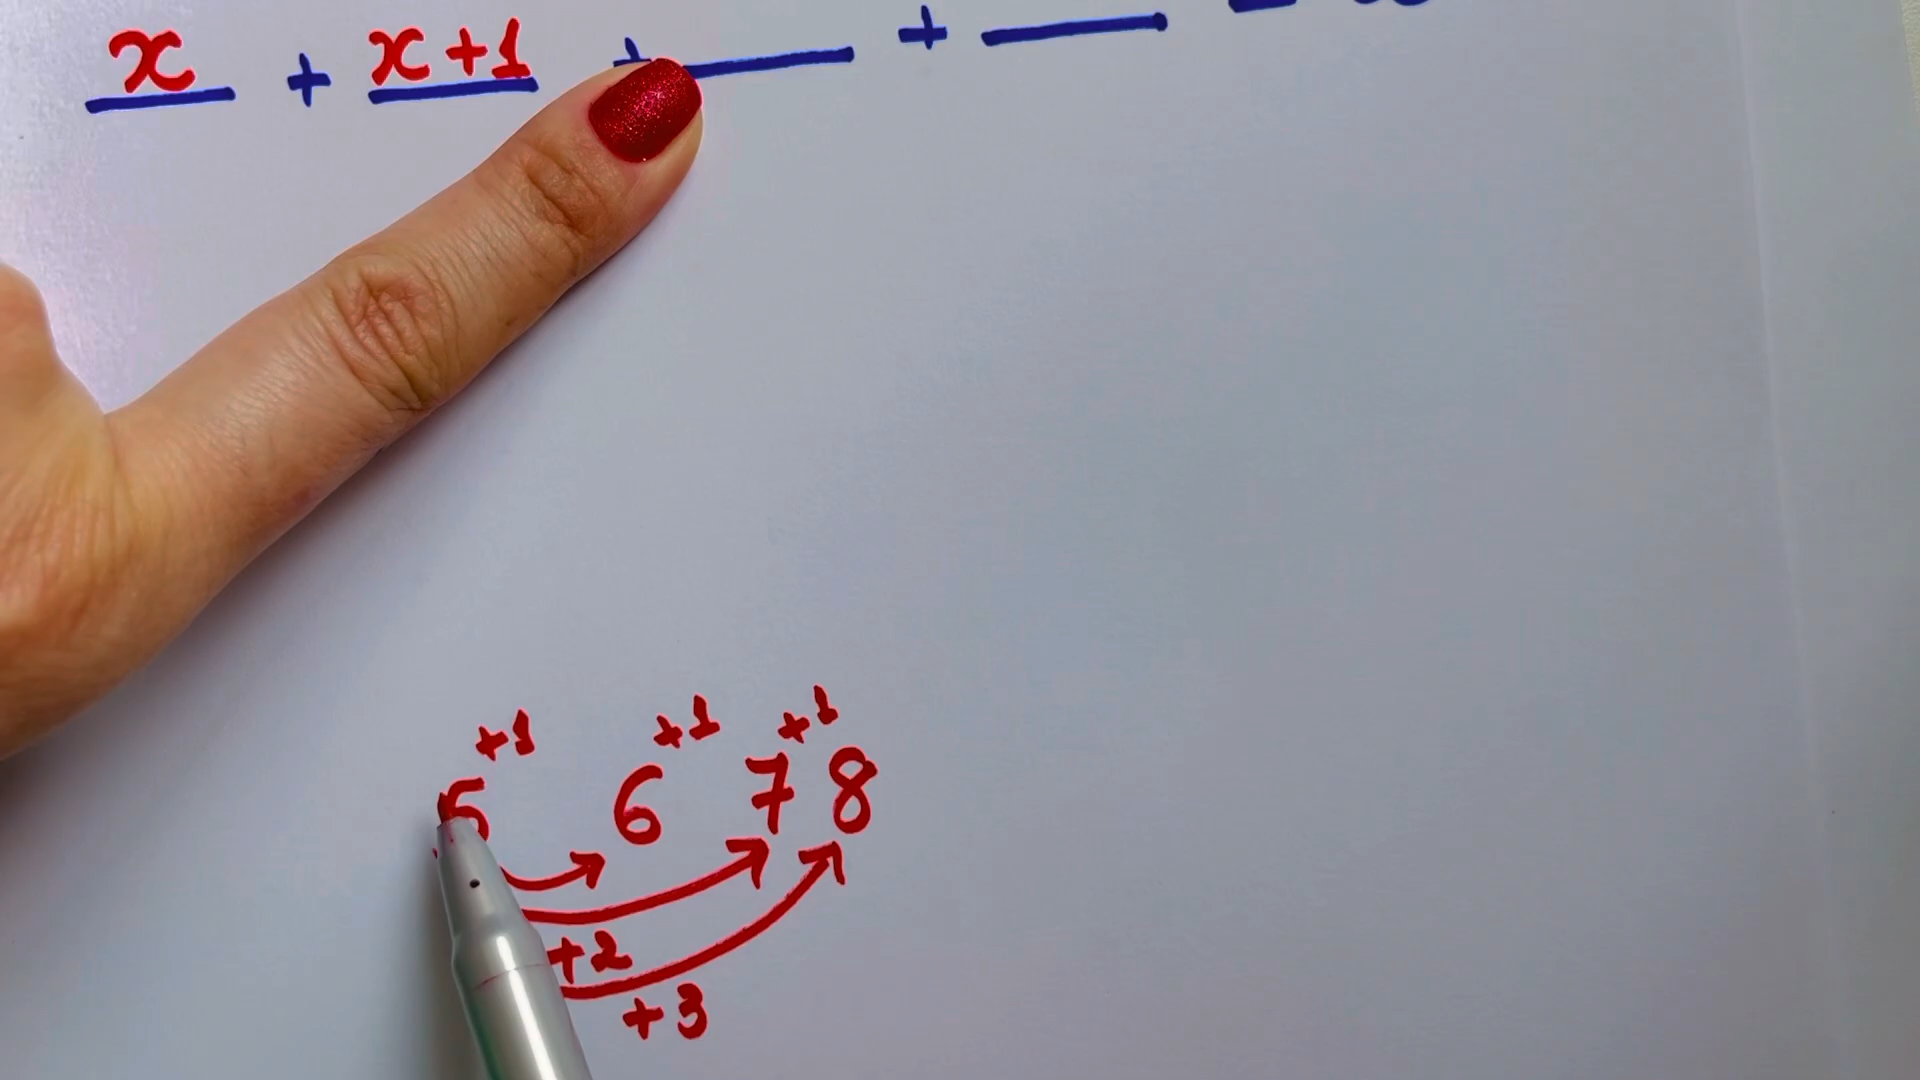 x + x+1 + ___ + ___
+1 +1 +1
5 6 7 8
+2
+3